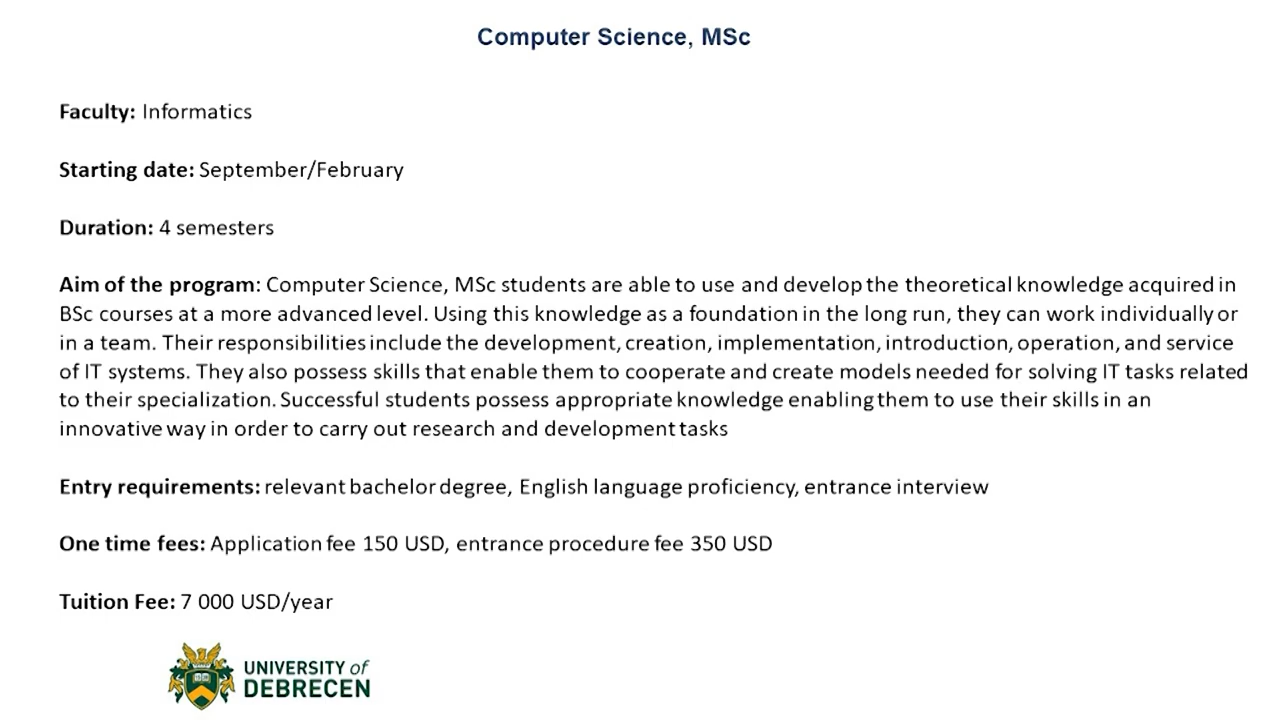 Computer Science, MSc
Faculty: Informatics
Starting date: September/February
Duration: 4 semesters
Aim of the program: Computer Science, MSc students are able to use and develop the theoretical knowledge acquired in
BSc courses at a more advanced level. Using this knowledge as a foundation in the long run, they can work individually or
in a team. Their responsibilities include the development, creation, implementation, introduction, operation, and service
of IT systems. They also possess skills that enable them to cooperate and create models needed for solving IT tasks related
to their specialization. Successful students possess appropriate knowledge enabling them to use their skills in an
innovative way in order to carry out research and development tasks
Entry requirements: relevant bachelor degree, English language proficiency, entrance interview
One time fees: Application fee 150 USD, entrance procedure fee 350 USD
Tuition Fee: 7 000 USD/year
UNIVERSITY of
DEBRECEN